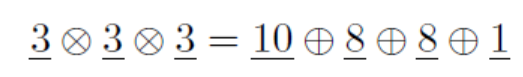 3 ⊗ 3 ⊗ 3 = 10 ⊕ 8 ⊕ 8 ⊕ 1